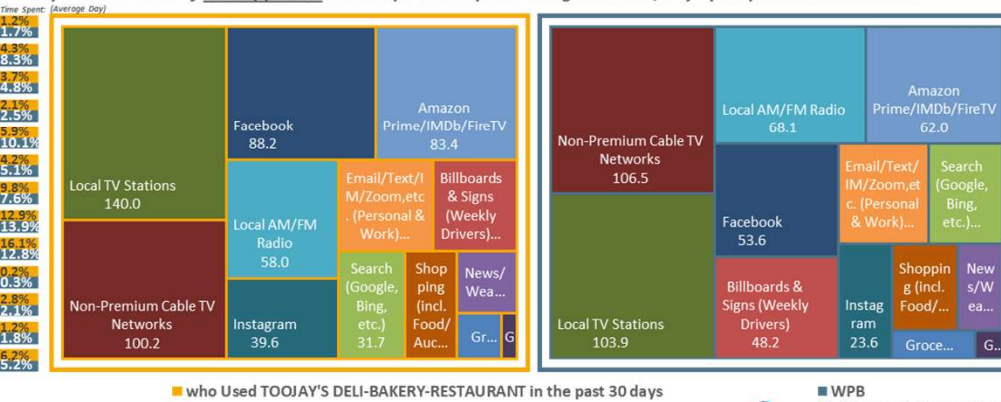 Time Spent: (Average Day)
1.2%
1.7%
4.3%
8.3%
3.7%
4.8%
2.1%
2.5%
5.9%
10.1%
4.2%
5.1%
9.8%
7.6%
12.9%
13.9%
16.1%
12.8%
0.2%
0.3%
2.8%
2.1%
1.2%
1.8%
6.2%
5.2%
Local TV Stations
140.0
Non-Premium Cable TV
Networks
100.2
Facebook
88.2
Amazon
Prime/IMDb/FireTV
83.4
Local AM/FM
Radio
58.0
Instagram
39.6
Email/Text/I
M/Zoom,etc
. (Personal &
Work)...
Billboards
& Signs
(Weekly
Drivers)...
Search
(Google,
Bing,
etc.)
31.7
Shop
ping
(incl.
Food/
Auc...
News/
Wea...
Gr...
G
Non-Premium Cable TV
Networks
106.5
Local TV Stations
103.9
Local AM/FM Radio
68.1
Amazon
Prime/IMDb/FireTV
62.0
Facebook
53.6
Billboards &
Signs (Weekly
Drivers)
48.2
Email/Text/
IM/Zoom,et
c. (Personal
& Work)...
Search
(Google,
Bing,
etc.)...
Instag
ram
23.6
Shoppin
g (incl.
Food/...
New
s/W
ea...
Groce...
G...
who Used TOOJAY'S DELI-BAKERY-RESTAURANT in the past 30 days
WPB